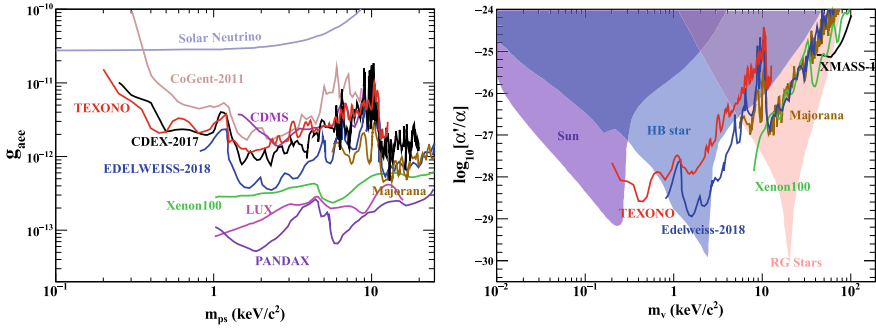 10⁻¹⁰
Solar Neutrino
10⁻¹¹
CoGent-2011
TEXONO
CDMS
CDEX-2017
g_aee
10⁻¹²
EDELWEISS-2018
Majorana
Xenon100
LUX
10⁻¹³
PANDAX
10⁻¹ 1 10
m_ps (keV/c²)
−24
XMASS-1
−25
Majorana
−26
Sun
HB star
log₁₀[α'/α]
−27
Xenon100
−28
TEXONO
−29
Edelweiss-2018
RG Stars
−30
10⁻² 10⁻¹ 1 10 10²
m_v (keV/c²)